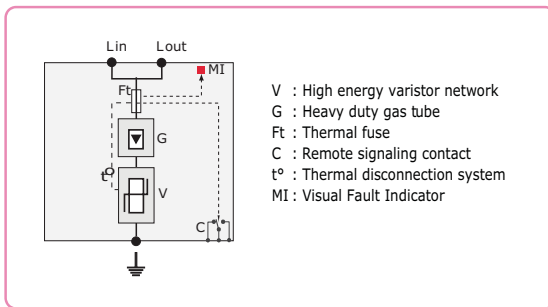 Lin Lout
MI
Ft
G
t°
V
C
V : High energy varistor network
G : Heavy duty gas tube
Ft : Thermal fuse
C : Remote signaling contact
t° : Thermal disconnection system
MI : Visual Fault Indicator